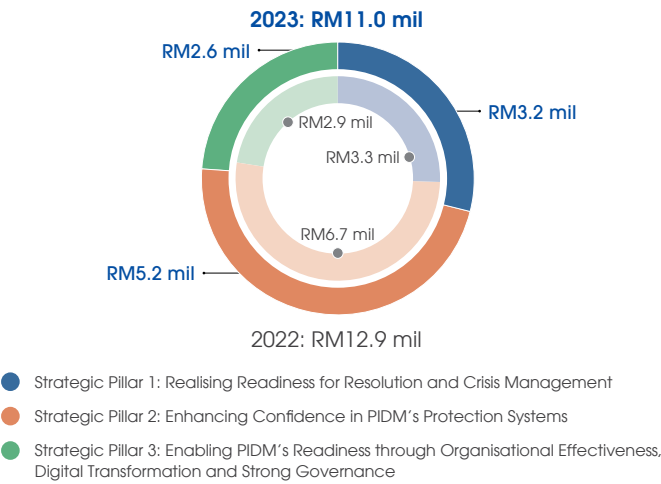 2023: RM11.0 mil
RM2.6 mil
RM3.2 mil
RM2.9 mil
RM3.3 mil
RM6.7 mil
RM5.2 mil
2022: RM12.9 mil
Strategic Pillar 1: Realising Readiness for Resolution and Crisis Management
Strategic Pillar 2: Enhancing Confidence in PIDM's Protection Systems
Strategic Pillar 3: Enabling PIDM's Readiness through Organisational Effectiveness,
Digital Transformation and Strong Governance